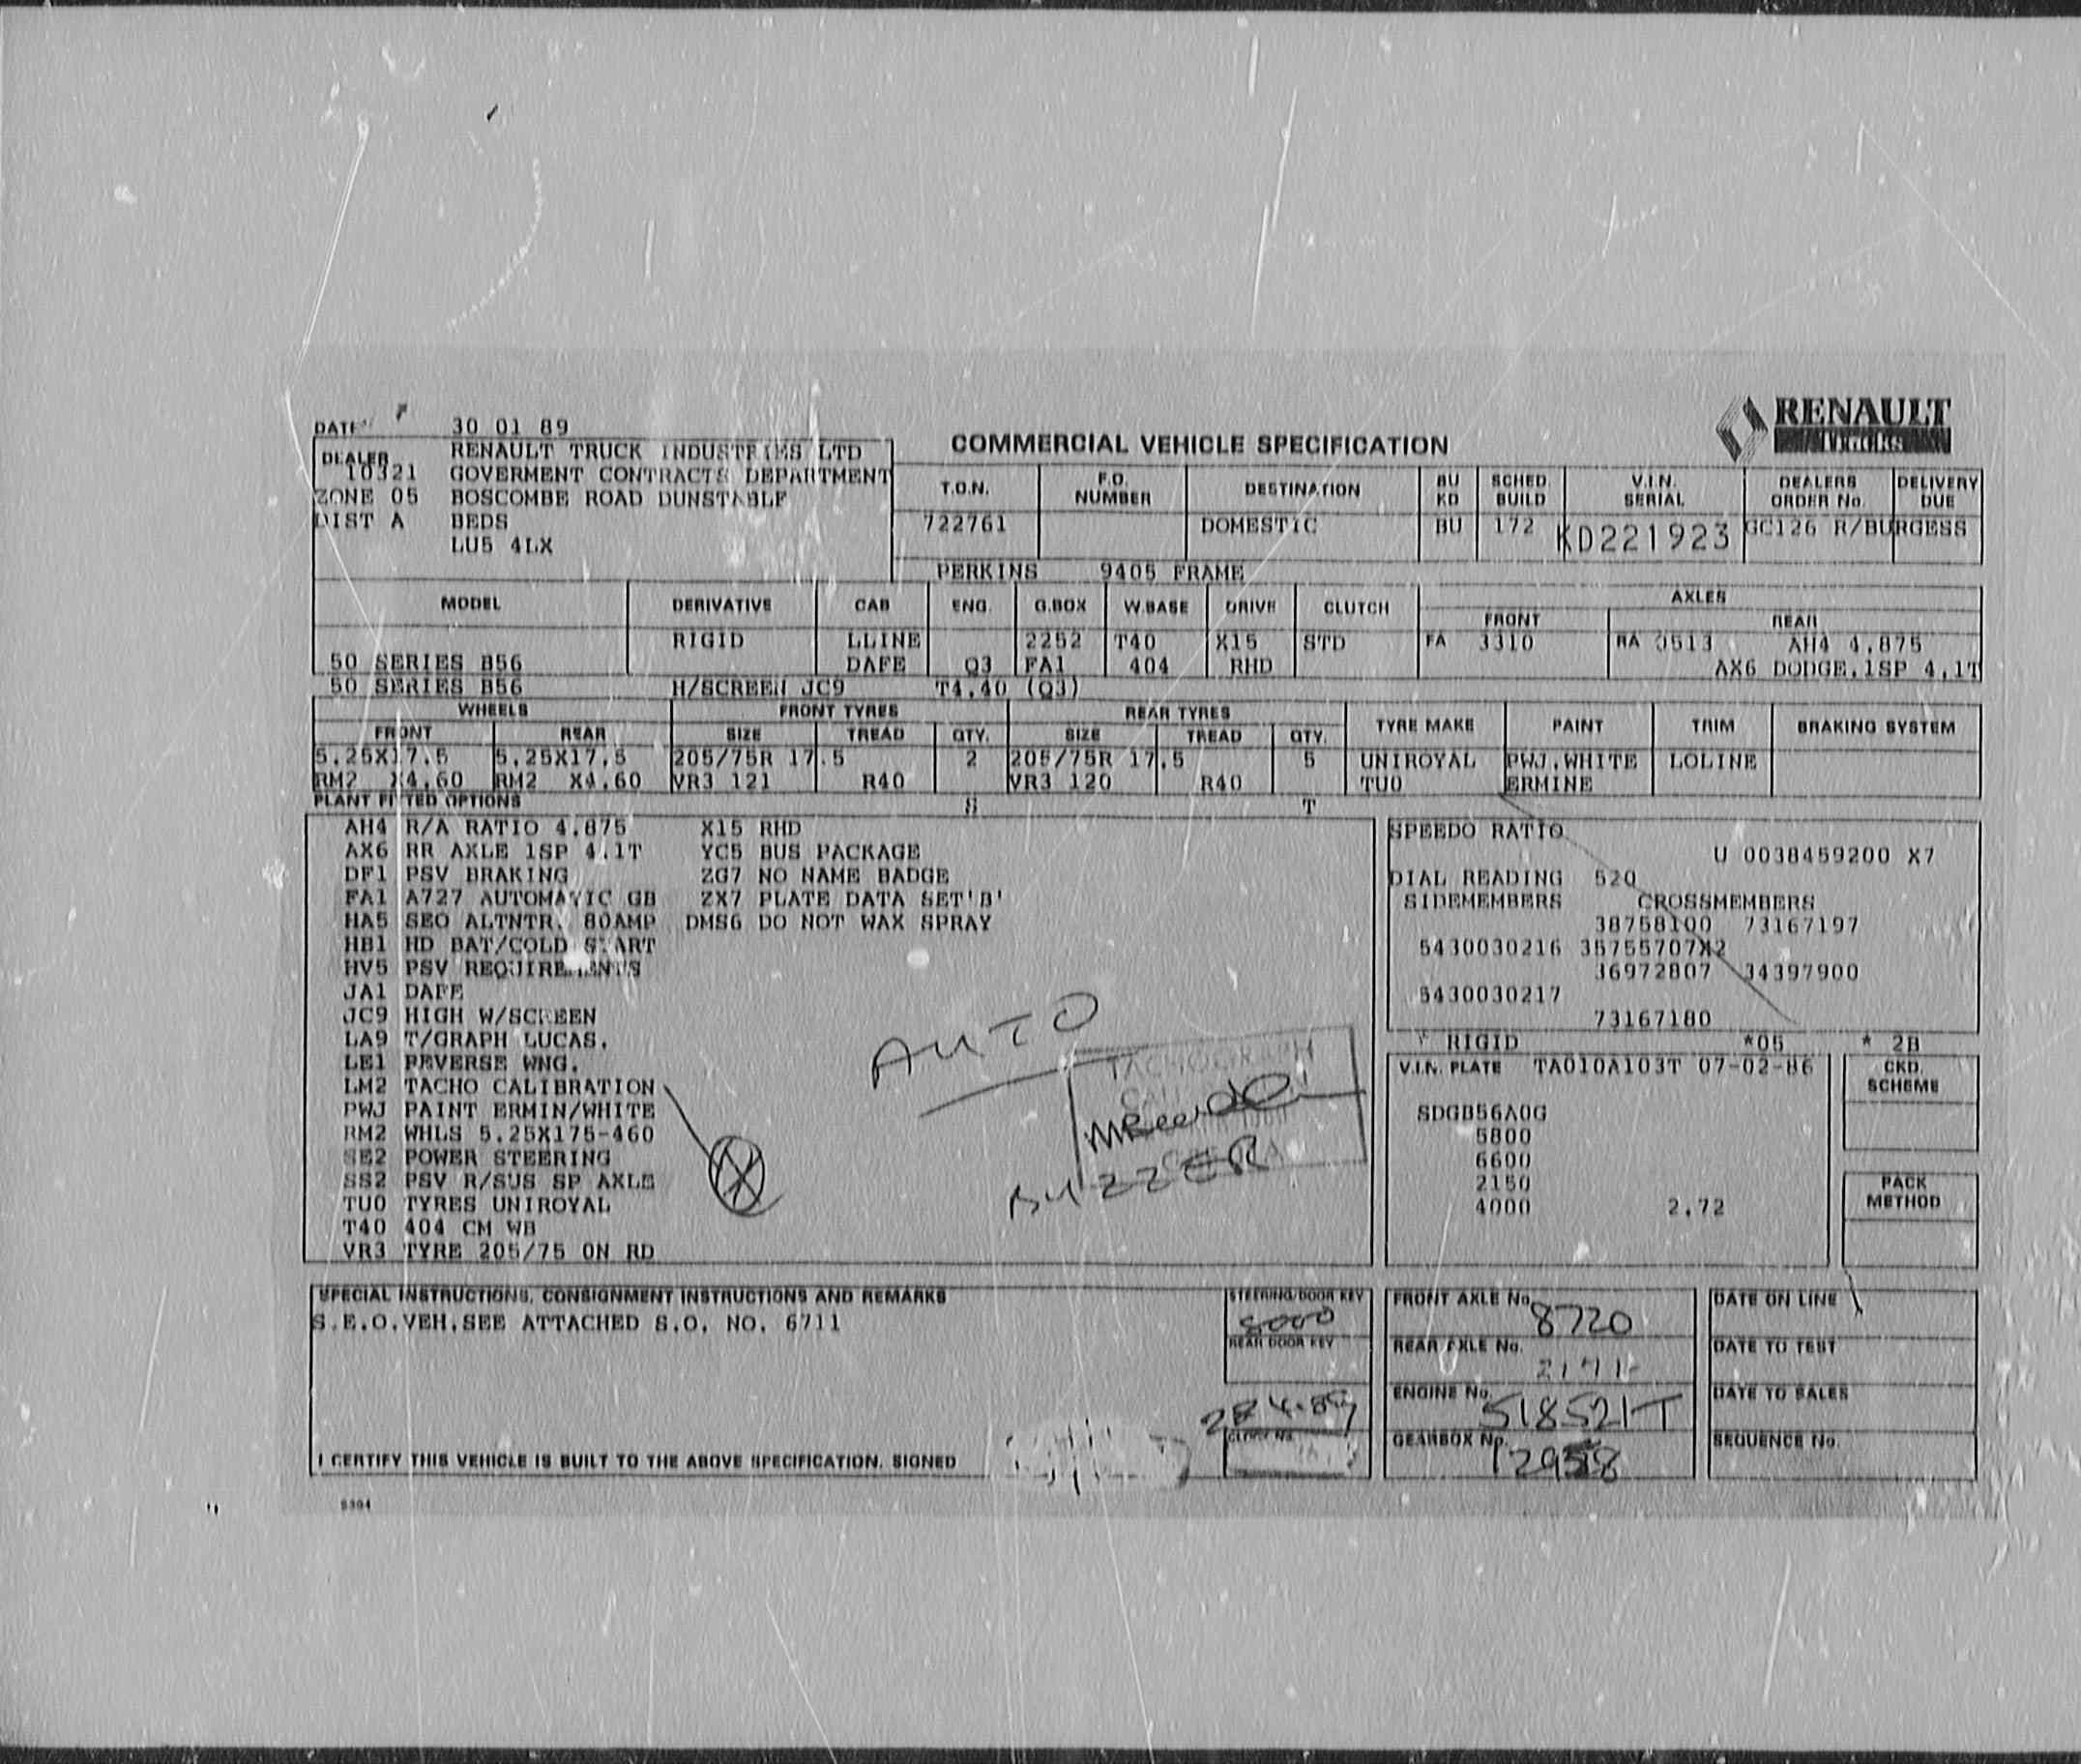 RENAULT
TRUCKS
DATE 30 01 89
COMMERCIAL VEHICLE SPECIFICATION
DEALER RENAULT TRUCK INDUSTRIES LTD
10321 GOVERMENT CONTRACTS DEPARTMENT
ZONE 05 BOSCOMBE ROAD DUNSTABLE
DIST A BEDS
LU5 4LX
T.O.N. F.O. NUMBER DESTINATION BU KD SCHED. BUILD V.I.N. SERIAL DEALERS ORDER No. DELIVERY DUE
722761 DOMESTIC BU 172 KD221923 GC126 R/BURGESS
PERKINS 9405 FRAME
MODEL DERIVATIVE CAB ENG. G.BOX W.BASE DRIVE CLUTCH AXLES
FRONT REAR
RIGID LLINE 2252 T40 X15 STD FA 3310 RA 0513 AH4 4.875
50 SERIES B56 DAFE Q3 FA1 404 RHD AX6 DODGE.1SP 4.1T
50 SERIES B56 H/SCREEN JC9 T4.40 (Q3)
WHEELS FRONT TYRES REAR TYRES TYRE MAKE PAINT TRIM BRAKING SYSTEM
FRONT REAR SIZE TREAD QTY. SIZE TREAD QTY.
5.25X17.5 5.25X17.5 205/75R 17.5 2 205/75R 17.5 5 UNIROYAL PWJ.WHITE LOLINE
RM2 X4.60 RM2 X4.60 VR3 121 R40 VR3 120 R40 TU0 ERMINE
PLANT FITTED OPTIONS S T
AH4 R/A RATIO 4.875 X15 RHD
AX6 RR AXLE 1SP 4.1T YC5 BUS PACKAGE
DF1 PSV BRAKING ZG7 NO NAME BADGE
FA1 A727 AUTOMATIC GB ZX7 PLATE DATA SET'B'
HA5 SEO ALTNTR. 80AMP DMS6 DO NOT WAX SPRAY
HB1 HD BAT/COLD START
HV5 PSV REQUIREMENTS
JA1 DAFE
JC9 HIGH W/SCREEN
LA9 T/GRAPH LUCAS.
LE1 REVERSE WNG.
LM2 TACHO CALIBRATION
PWJ PAINT ERMIN/WHITE
RM2 WHLS 5.25X175-460
SE2 POWER STEERING
SS2 PSV R/SUS SP AXLE
TU0 TYRES UNIROYAL
T40 404 CM WB
VR3 TYRE 205/75 ON RD
AUTO
TACHOGRAPH
BUZZER
SPEEDO RATIO
U 0038459200 X7
DIAL READING 520
SIDEMEMBERS CROSSMEMBERS
38758100 73167197
5430030216 35755707X2
36972807 34397900
5430030217
73167180
RIGID *05 * 2B
V.I.N. PLATE TA010A103T 07-02-86
SDGB56A0G
5800
6600
2150
4000 2.72
CKD. SCHEME
PACK METHOD
SPECIAL INSTRUCTIONS, CONSIGNMENT INSTRUCTIONS AND REMARKS
S.E.O.VEH.SEE ATTACHED S.O. NO. 6711
I CERTIFY THIS VEHICLE IS BUILT TO THE ABOVE SPECIFICATION. SIGNED
STEERING/DOOR KEY
8000
REAR DOOR KEY
CLOCK No.
FRONT AXLE No. 8720
REAR AXLE No.
ENGINE No. 518521T
GEARBOX No. 12958
DATE ON LINE
DATE TO TEST
DATE TO SALES
SEQUENCE No.
8304